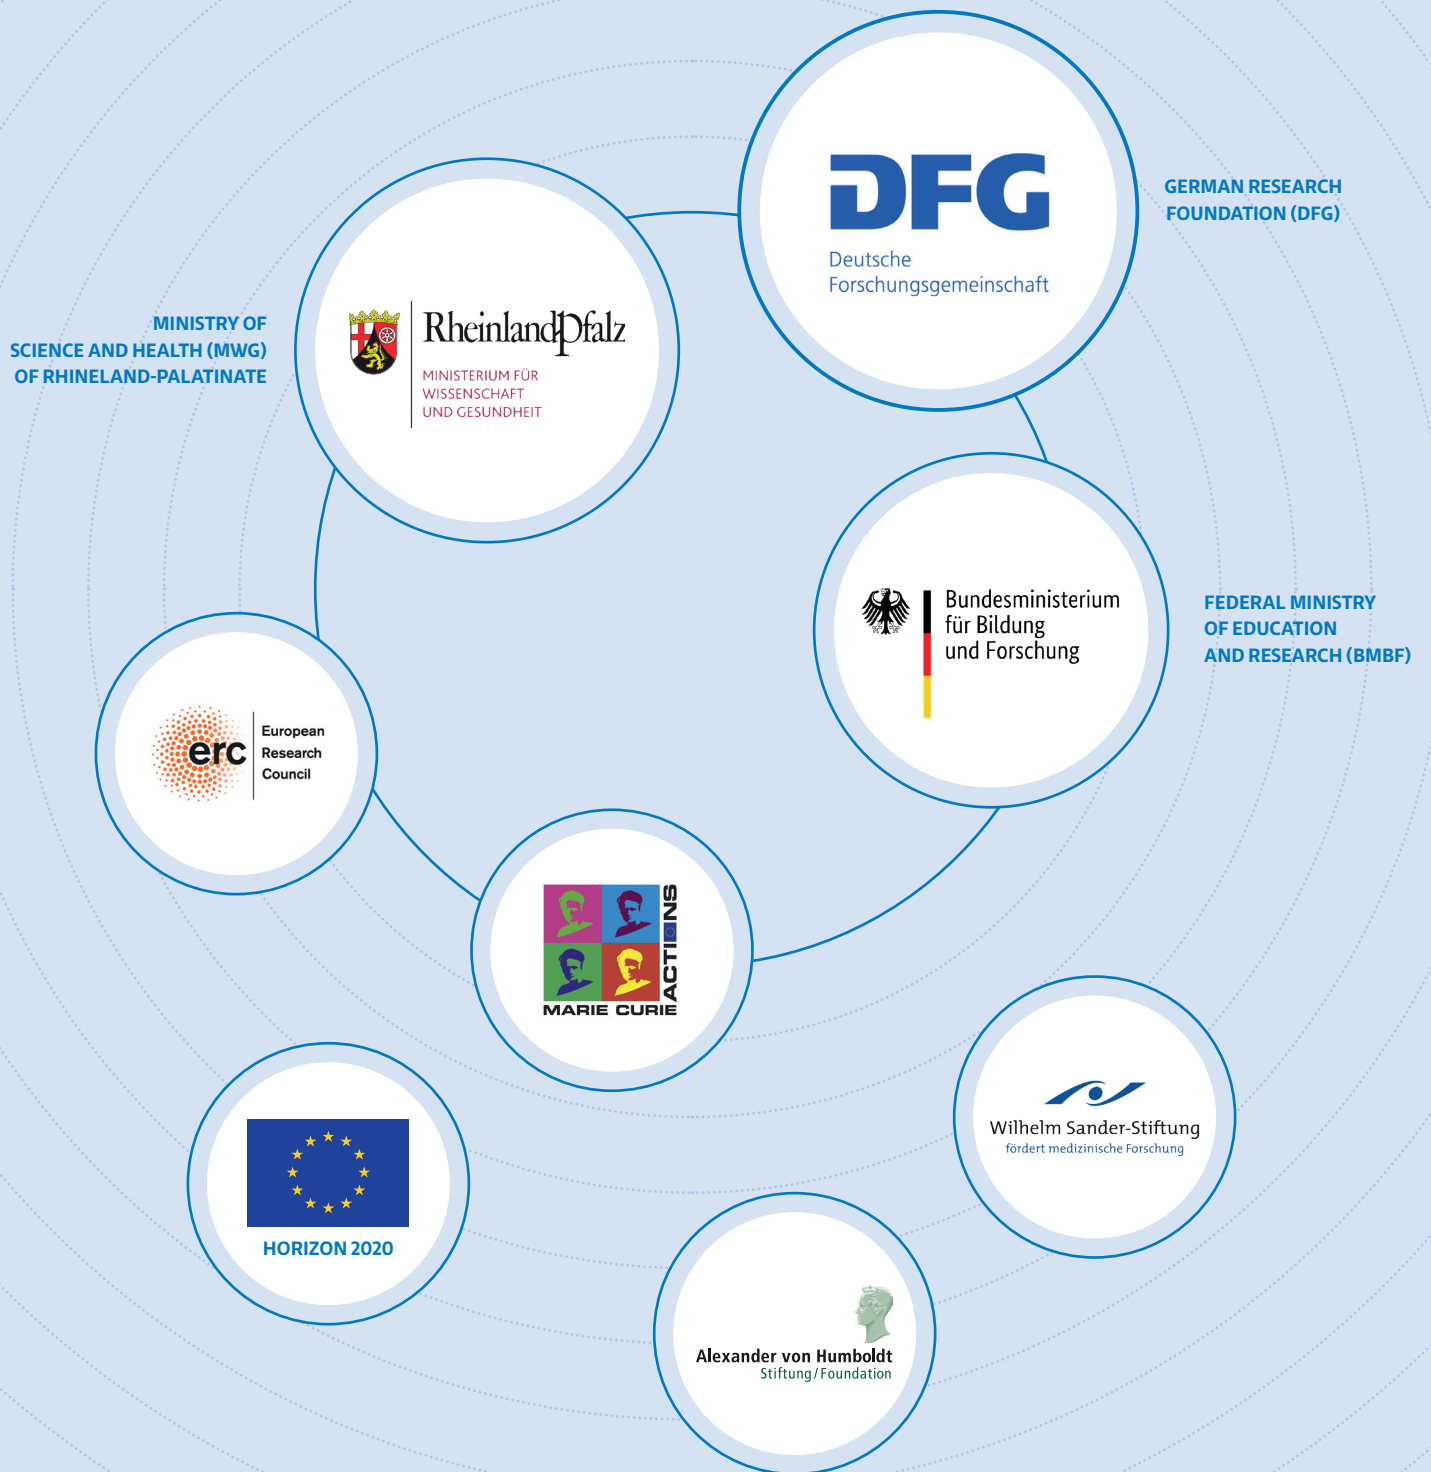 DFG
Deutsche
Forschungsgemeinschaft
GERMAN RESEARCH
FOUNDATION (DFG)
MINISTRY OF
SCIENCE AND HEALTH (MWG)
OF RHINELAND-PALATINATE
RheinlandPfalz
MINISTERIUM FÜR
WISSENSCHAFT
UND GESUNDHEIT
Bundesministerium
für Bildung
und Forschung
FEDERAL MINISTRY
OF EDUCATION
AND RESEARCH (BMBF)
erc
European
Research
Council
MARIE CURIE
ACTIONS
Wilhelm Sander-Stiftung
fördert medizinische Forschung
HORIZON 2020
Alexander von Humboldt
Stiftung/Foundation